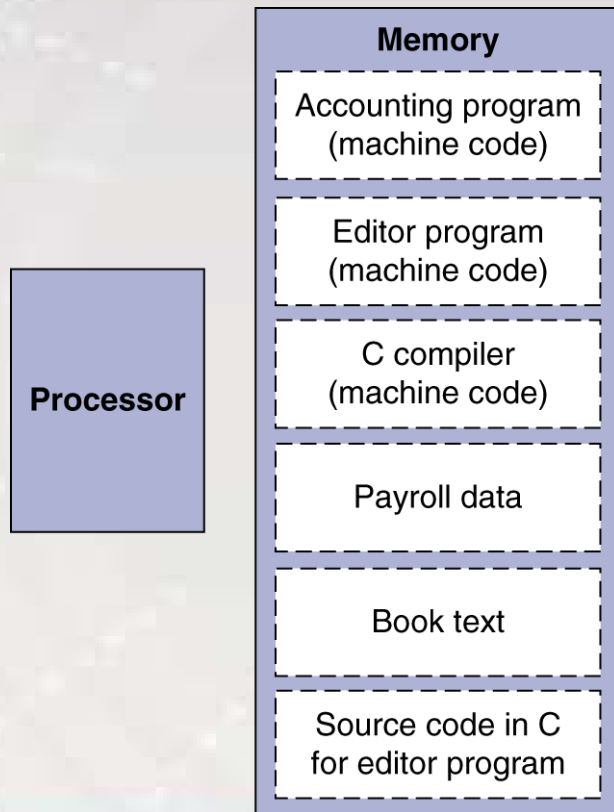 Memory
Accounting program
(machine code)
Editor program
(machine code)
C compiler
(machine code)
Processor
Payroll data
Book text
Source code in C
for editor program